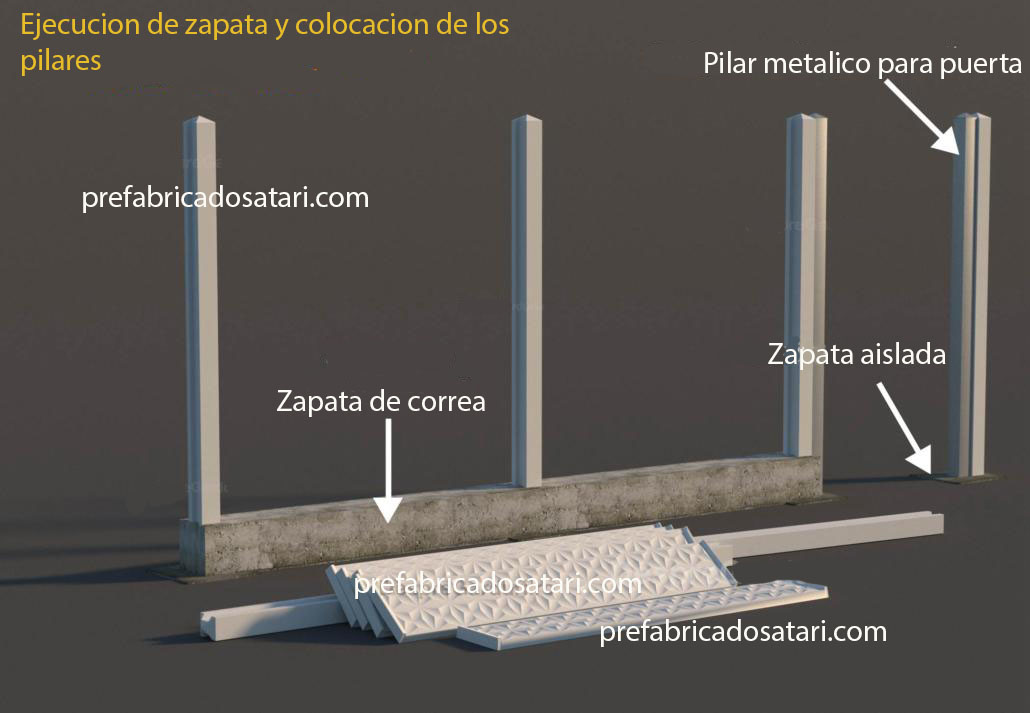 Ejecucion de zapata y colocacion de los
pilares
Pilar metalico para puerta
prefabricadosatari.com
Zapata aislada
Zapata de correa
prefabricadosatari.com
prefabricadosatari.com